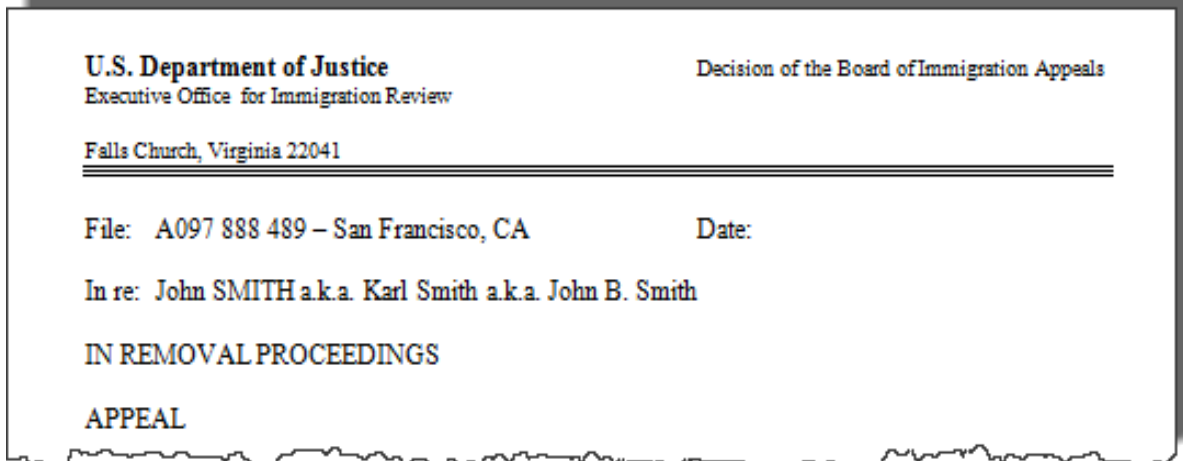 U.S. Department of Justice Decision of the Board of Immigration Appeals
Executive Office for Immigration Review
Falls Church, Virginia 22041
File: A097 888 489 – San Francisco, CA Date:
In re: John SMITH a.k.a. Karl Smith a.k.a. John B. Smith
IN REMOVAL PROCEEDINGS
APPEAL